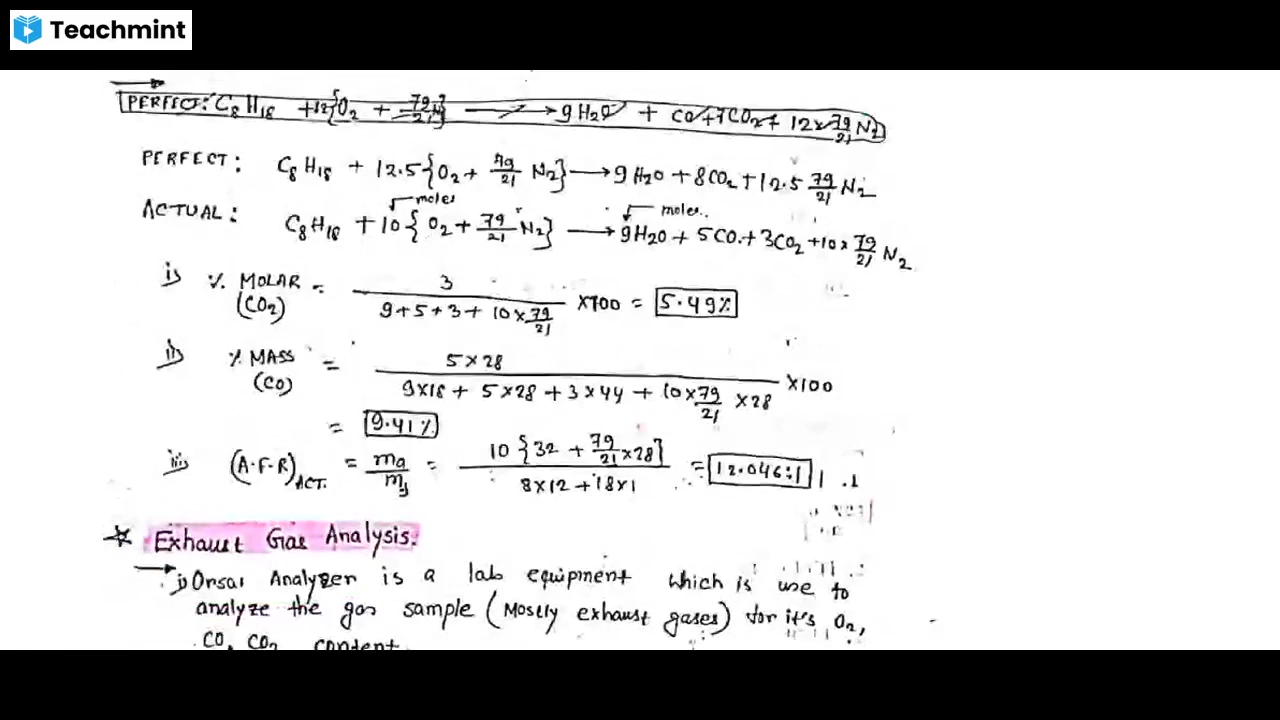 Teachmint
PERFECT: C₈H₁₈ + 12{O₂ + 79/21 N₂} → 9H₂O + CO + 7CO₂ + 12×79/21 N₂
PERFECT: C₈H₁₈ + 12.5{O₂ + 79/21 N₂} → 9H₂O + 8CO₂ + 12.5 79/21 N₂
moles moles..
ACTUAL: C₈H₁₈ + 10{O₂ + 79/21 N₂} → 9H₂O + 5CO + 3CO₂ + 10×79/21 N₂
i> % MOLAR (CO₂) = 3 / (9+5+3+10×79/21) ×100 = 5.49%
ii> % MASS (CO) = 5×28 / (9×18 + 5×28 + 3×44 + 10×79/21 ×28) ×100
= 9.41%
iii> (A.F.R)ACT. = ma/mf = 10{32 + 79/21×28} / (8×12 + 18×1) = 12.046:1
☆ Exhaust Gas Analysis.
→ i) Orsat Analyzer is a lab equipment which is use to
analyze the gas sample (Mostly exhaust gases) for it's O₂,
CO, CO₂ content